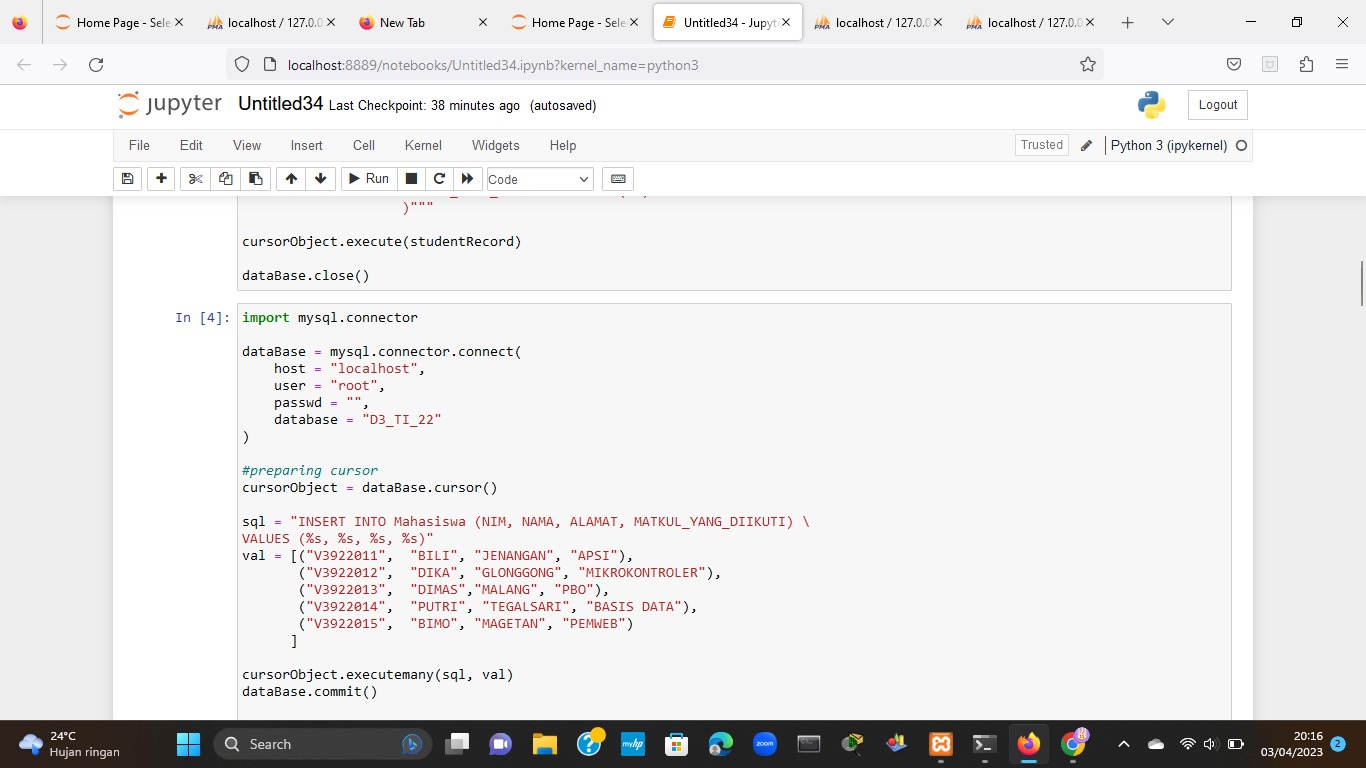 Home Page - Sele
localhost / 127.0.0
New Tab
Home Page - Sele
Untitled34 - Jupyt
localhost / 127.0.0
localhost / 127.0.0
localhost:8889/notebooks/Untitled34.ipynb?kernel_name=python3
jupyter Untitled34 Last Checkpoint: 38 minutes ago (autosaved)
Logout
File Edit View Insert Cell Kernel Widgets Help
Trusted
Python 3 (ipykernel)
Run
Code
)"""
cursorObject.execute(studentRecord)
dataBase.close()
In [4]:
import mysql.connector
dataBase = mysql.connector.connect(
host = "localhost",
user = "root",
passwd = "",
database = "D3_TI_22"
)
#preparing cursor
cursorObject = dataBase.cursor()
sql = "INSERT INTO Mahasiswa (NIM, NAMA, ALAMAT, MATKUL_YANG_DIIKUTI) \
VALUES (%s, %s, %s, %s)"
val = [("V3922011", "BILI", "JENANGAN", "APSI"),
("V3922012", "DIKA", "GLONGGONG", "MIKROKONTROLER"),
("V3922013", "DIMAS","MALANG", "PBO"),
("V3922014", "PUTRI", "TEGALSARI", "BASIS DATA"),
("V3922015", "BIMO", "MAGETAN", "PEMWEB")
]
cursorObject.executemany(sql, val)
dataBase.commit()
24°C
Hujan ringan
Search
myhp
zoom
20:16
03/04/2023
2